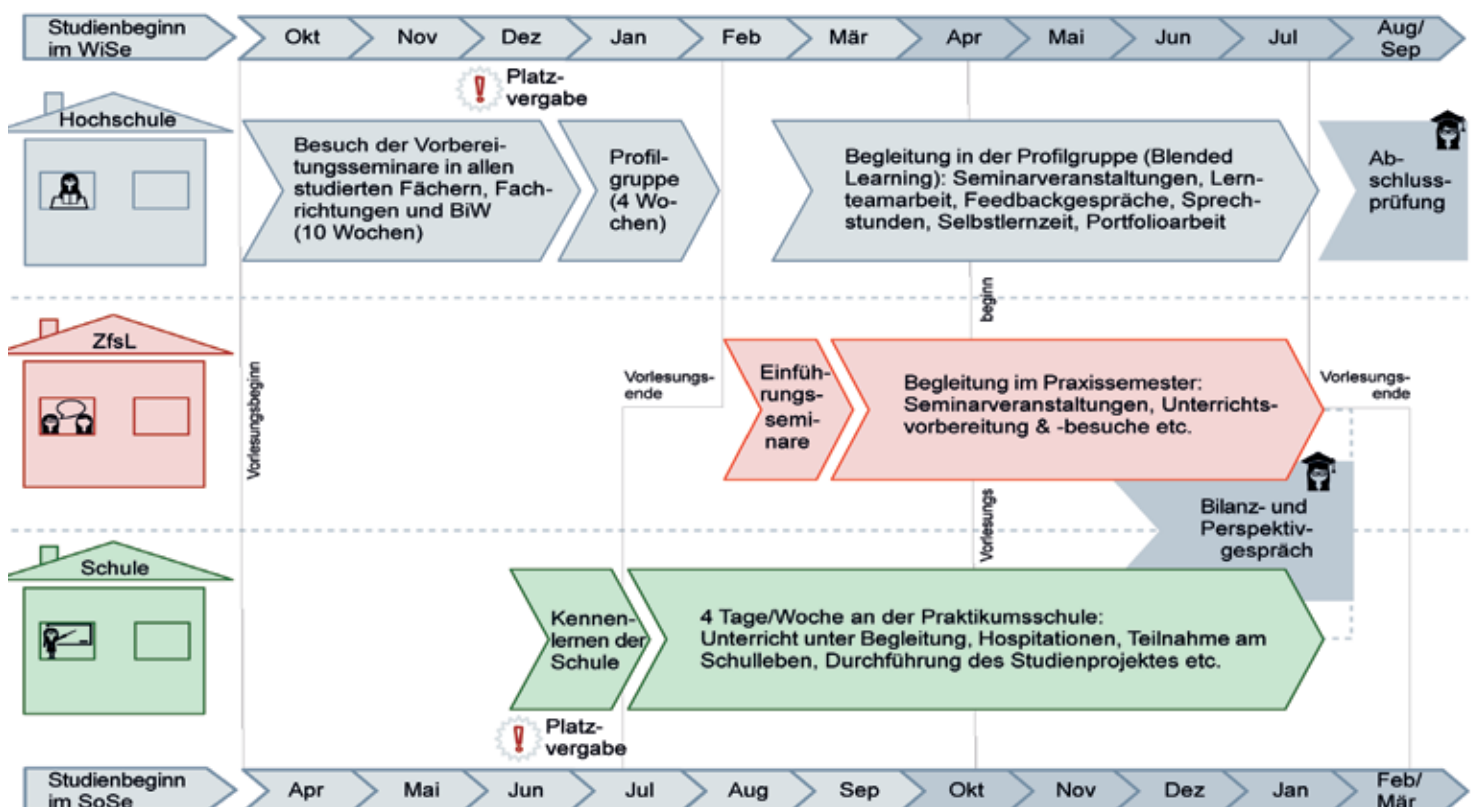 Studienbeginn
im WiSe
Okt
Nov
Dez
Jan
Feb
Mär
Apr
Mai
Jun
Jul
Aug/
Sep
Platz-
vergabe
Hochschule
Besuch der Vorberei-
tungsseminare in allen
studierten Fächern, Fach-
richtungen und BiW
(10 Wochen)
Profil-
gruppe
(4 Wo-
chen)
Begleitung in der Profilgruppe (Blended
Learning): Seminarveranstaltungen, Lern-
teamarbeit, Feedbackgespräche, Sprech-
stunden, Selbstlernzeit, Portfolioarbeit
Ab-
schluss-
prüfung
beginn
ZfsL
Vorlesungsbeginn
Vorlesungs-
ende
Einfüh-
rungs-
semi-
nare
Begleitung im Praxissemester:
Seminarveranstaltungen, Unterrichts-
vorbereitung & -besuche etc.
Vorlesungs-
ende
Vorlesungs
Bilanz- und
Perspektiv-
gespräch
Schule
Kennen-
lernen der
Schule
4 Tage/Woche an der Praktikumsschule:
Unterricht unter Begleitung, Hospitationen, Teilnahme am
Schulleben, Durchführung des Studienprojektes etc.
Platz-
vergabe
Studienbeginn
im SoSe
Apr
Mai
Jun
Jul
Aug
Sep
Okt
Nov
Dez
Jan
Feb/
Mär